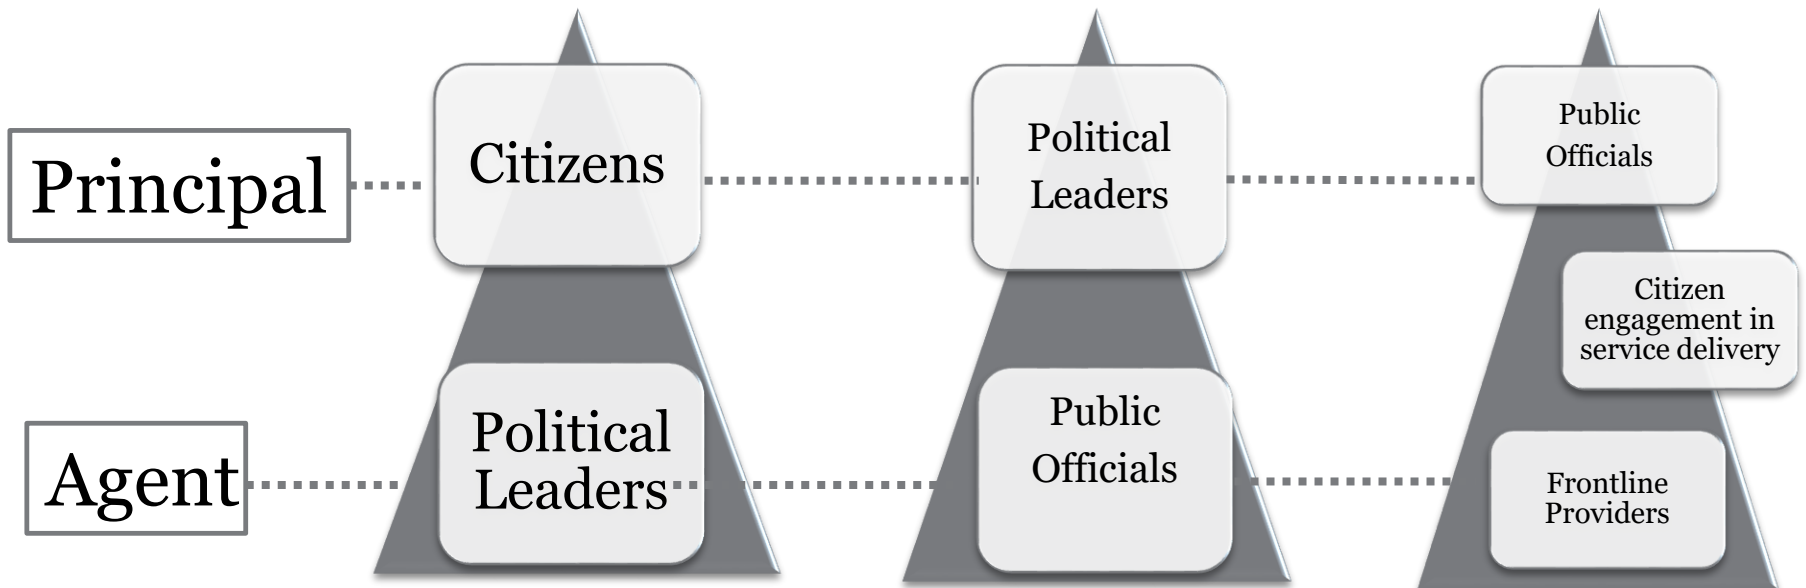 Principal
Citizens
Political
Leaders
Public
Officials
Citizen
engagement in
service delivery
Agent
Political
Leaders
Public
Officials
Frontline
Providers